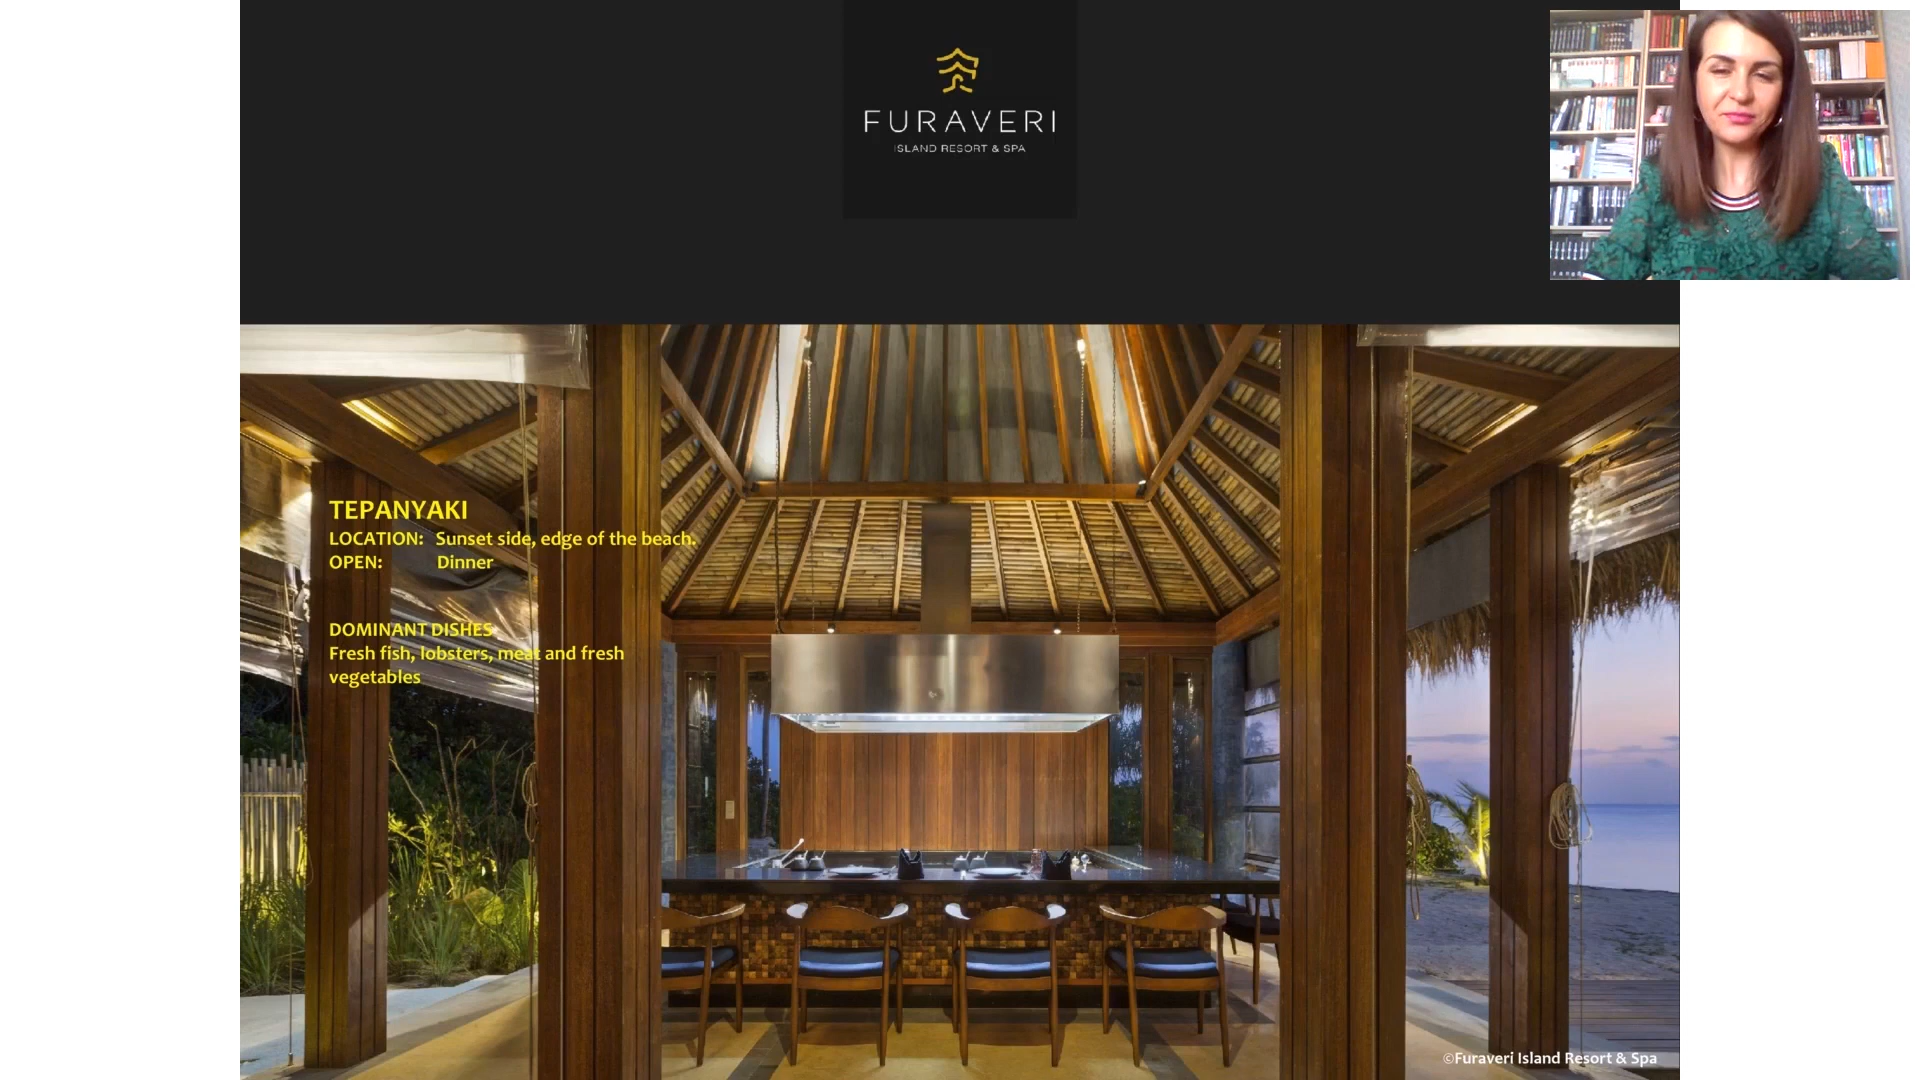 FURAVERI
ISLAND RESORT & SPA
TEPANYAKI
LOCATION: Sunset side, edge of the beach.
OPEN: Dinner
DOMINANT DISHES
Fresh fish, lobsters, meat and fresh
vegetables
©Furaveri Island Resort & Spa